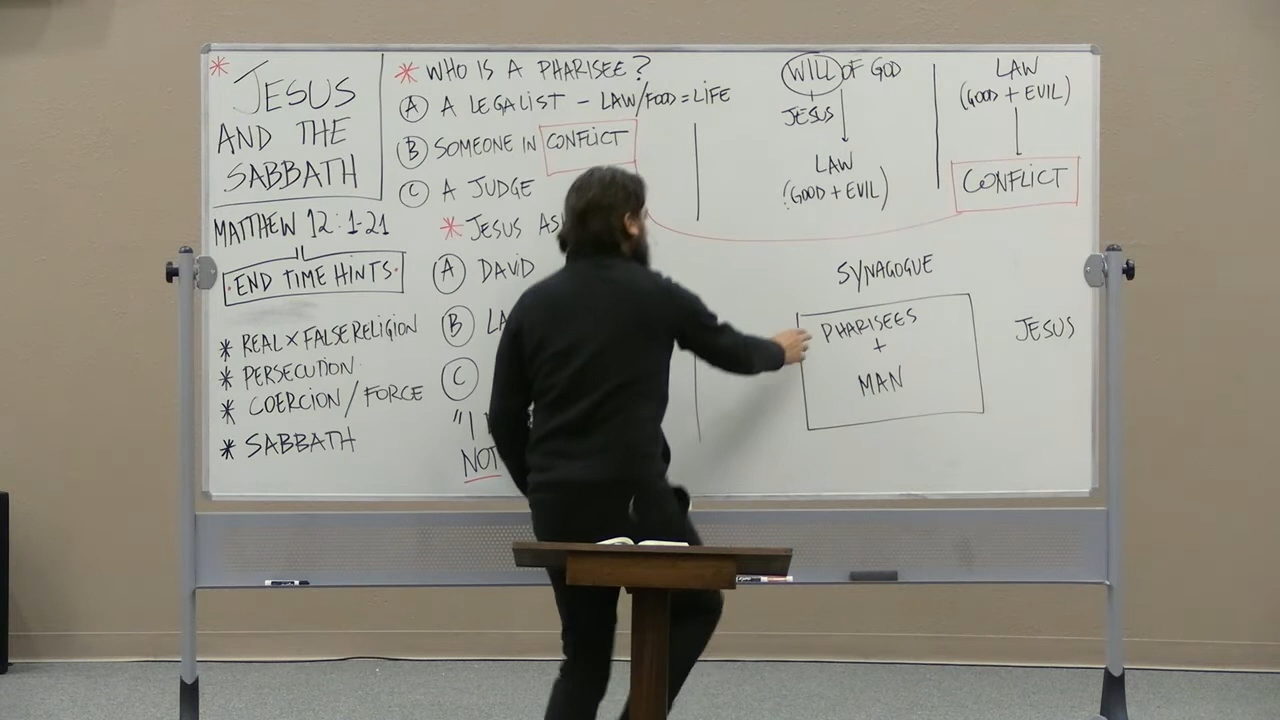 * JESUS
AND THE
SABBATH
MATTHEW 12:1-21
END TIME HINTS
* REAL x FALSE RELIGION
* PERSECUTION
* COERCION / FORCE
* SABBATH
* WHO IS A PHARISEE?
A A LEGALIST - LAW/FOOD = LIFE
B SOMEONE IN CONFLICT
C A JUDGE
* JESUS
A DAVID
B
C
"I
NOT
WILL OF GOD
JESUS
LAW
(GOOD + EVIL)
LAW
(GOOD + EVIL)
CONFLICT
SYNAGOGUE
PHARISEES
+
MAN
JESUS